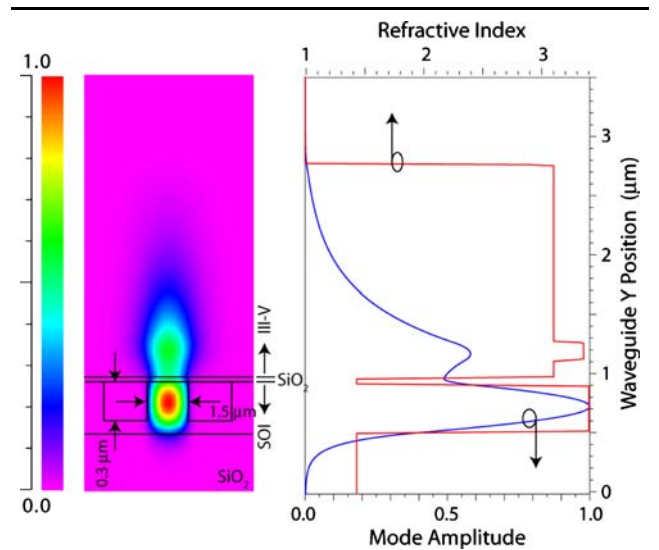 1.0
0.0
III-V
SiO2
SOI
1.5 μm
0.3 μm
SiO2
Refractive Index
1 2 3
3
2
1
0
Waveguide Y Position (μm)
0.0 0.5 1.0
Mode Amplitude